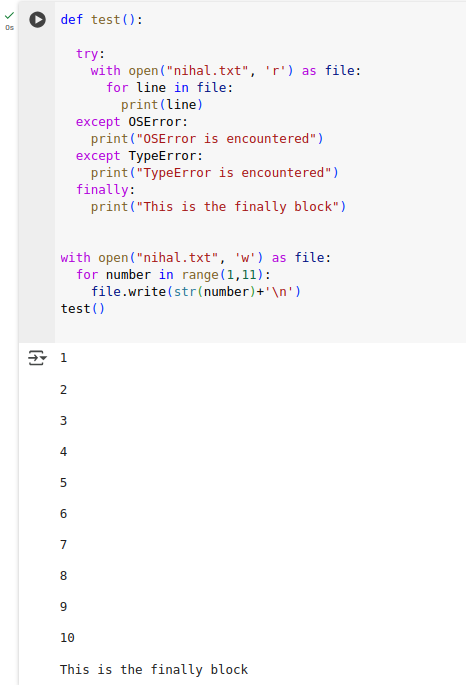 0s
def test():
  try:
    with open("nihal.txt", 'r') as file:
      for line in file:
        print(line)
  except OSError:
    print("OSError is encountered")
  except TypeError:
    print("TypeError is encountered")
  finally:
    print("This is the finally block")
with open("nihal.txt", 'w') as file:
  for number in range(1,11):
    file.write(str(number)+'\n')
test()
1
2
3
4
5
6
7
8
9
10
This is the finally block